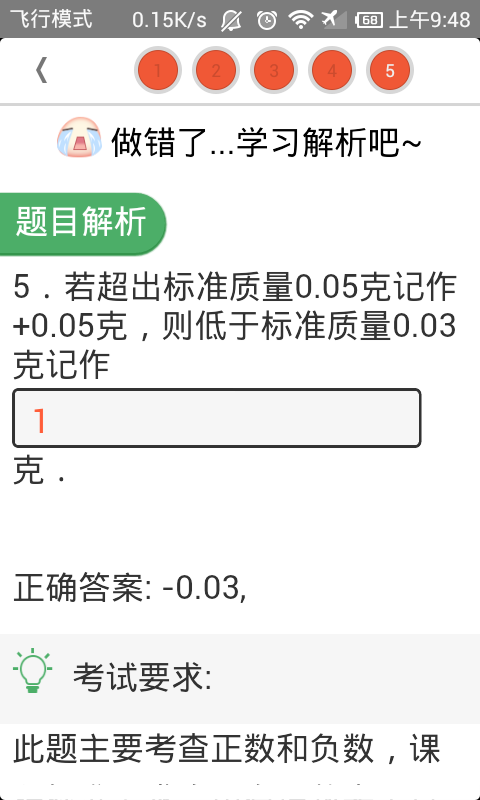 飞行模式 0.15K/s 68 上午9:48
1 2 3 4 5
做错了...学习解析吧~
题目解析
5．若超出标准质量0.05克记作
+0.05克，则低于标准质量0.03
克记作
1
克．
正确答案: -0.03,
考试要求:
此题主要考查正数和负数，课